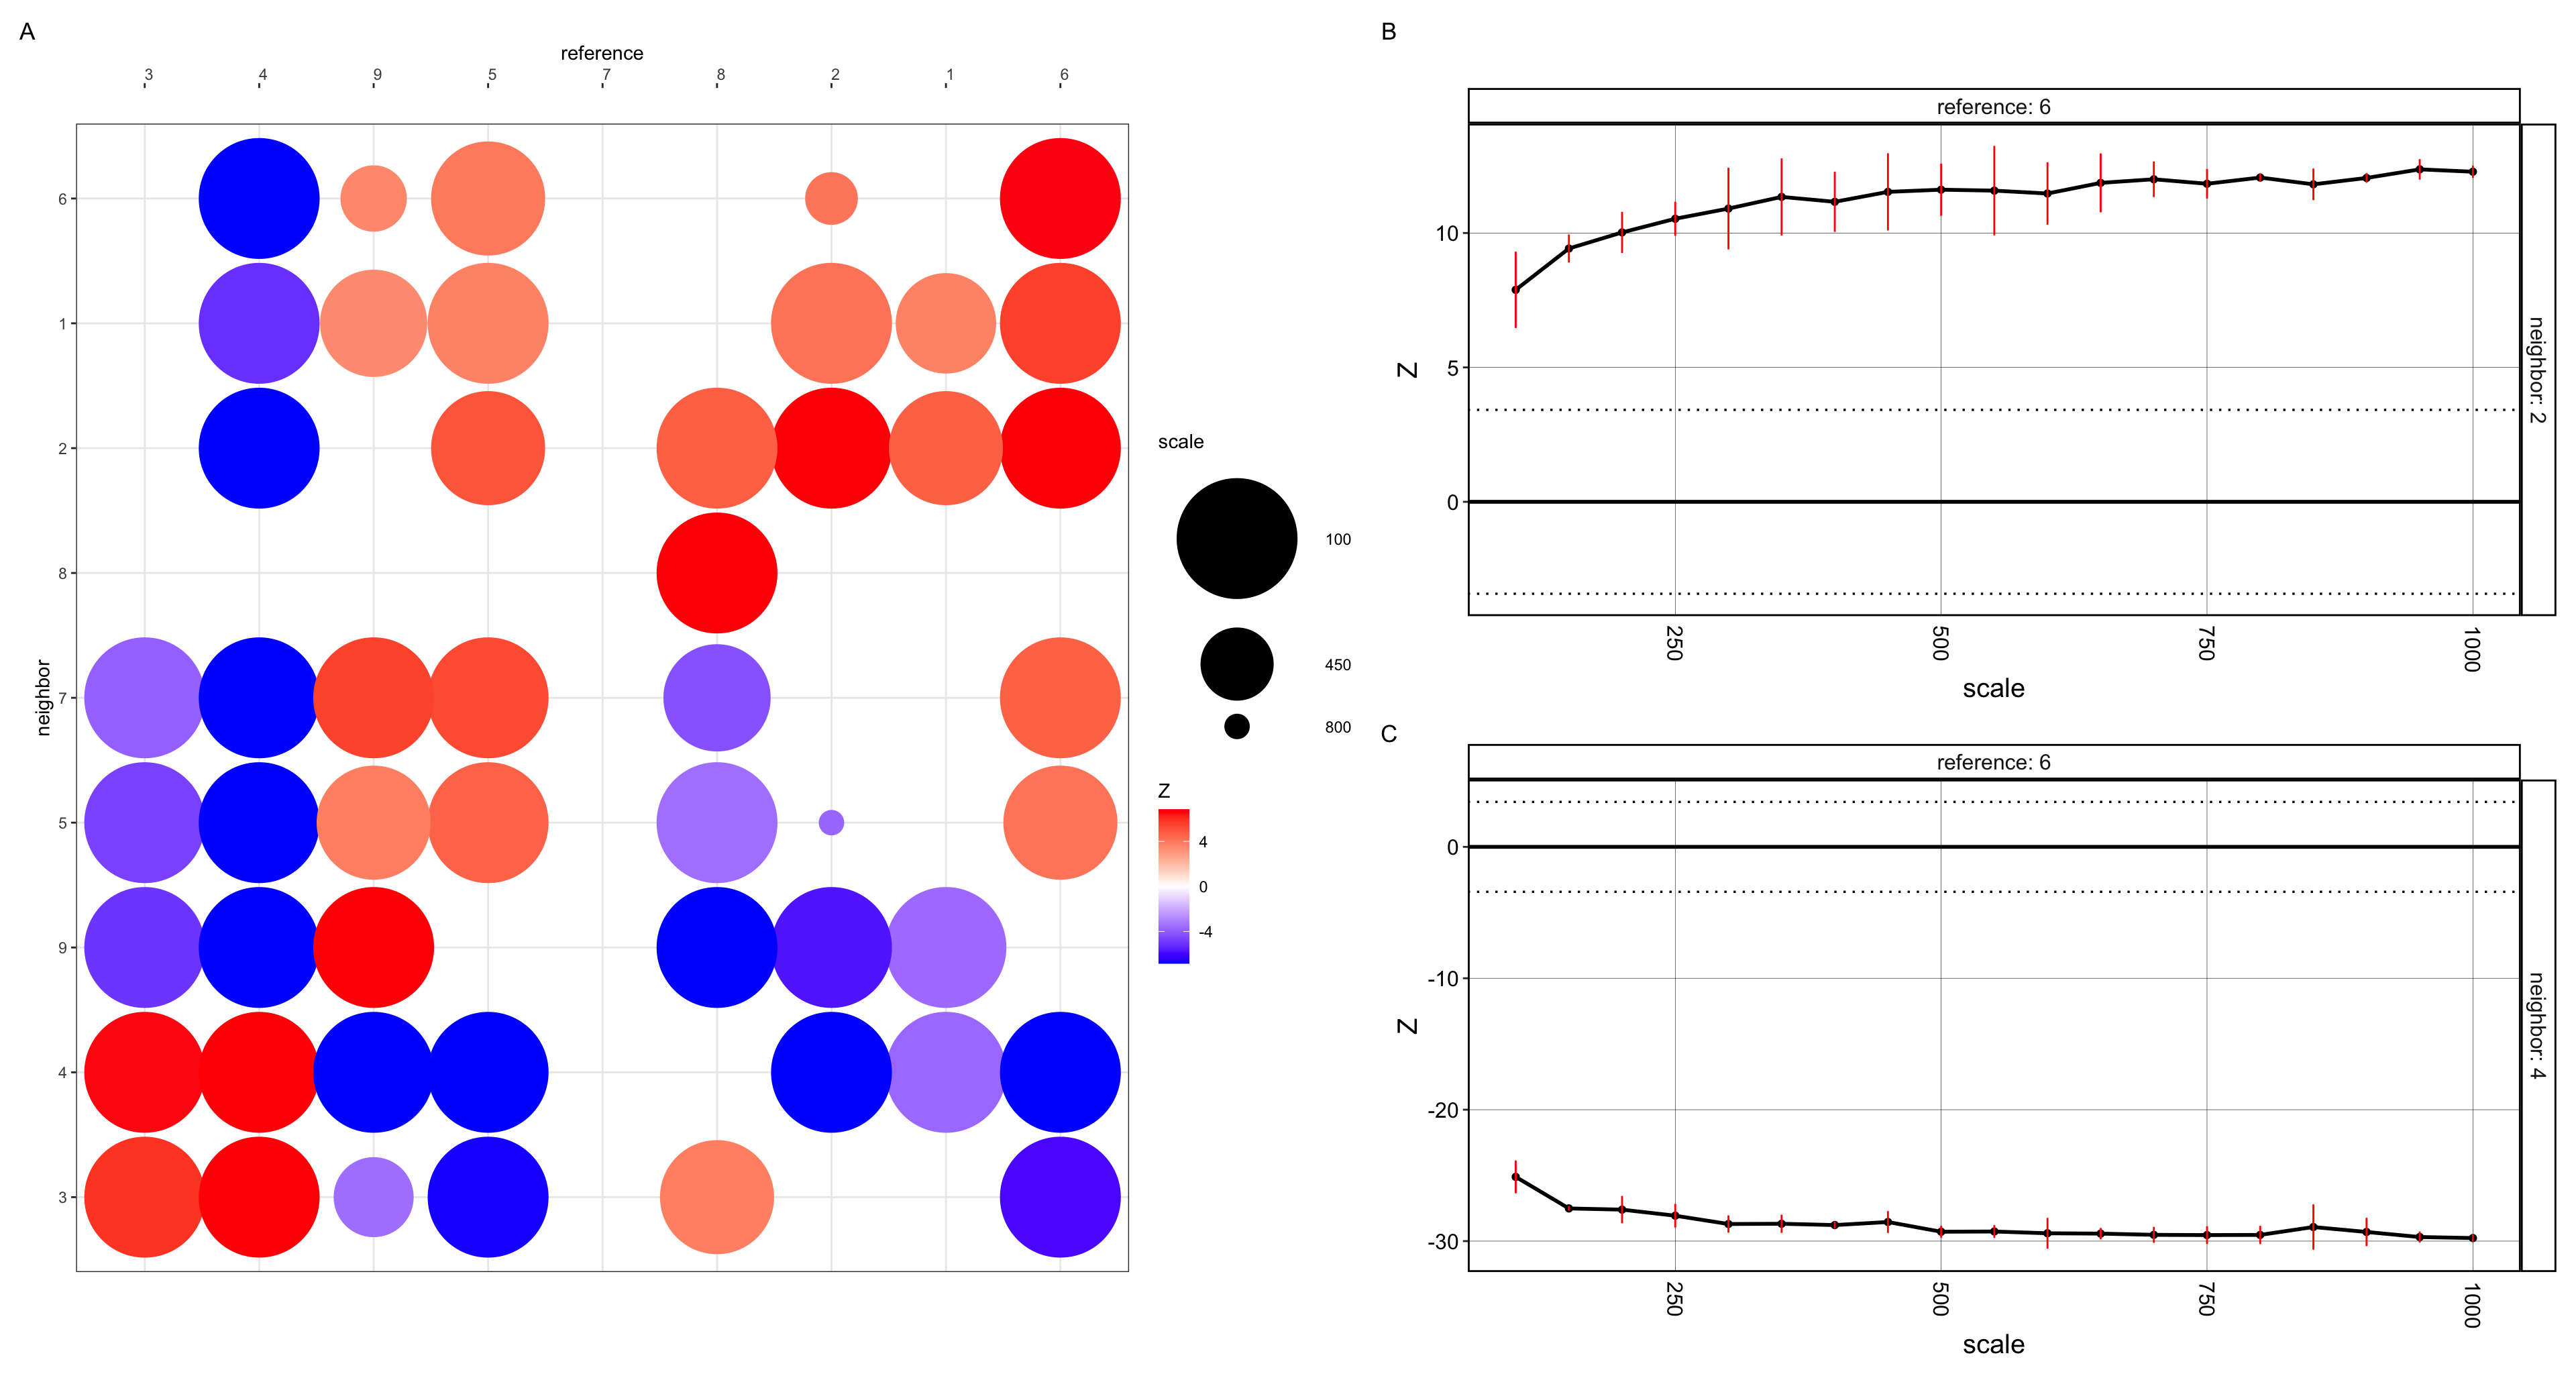 A
reference
3 4 9 5 7 8 2 1 6
neighbor
6
1
2
8
7
5
9
4
3
scale
100
450
800
Z
4
0
-4
B
reference: 6
neighbor: 2
Z
10
5
0
250 500 750 1000
scale
C
reference: 6
neighbor: 4
Z
0
-10
-20
-30
250 500 750 1000
scale